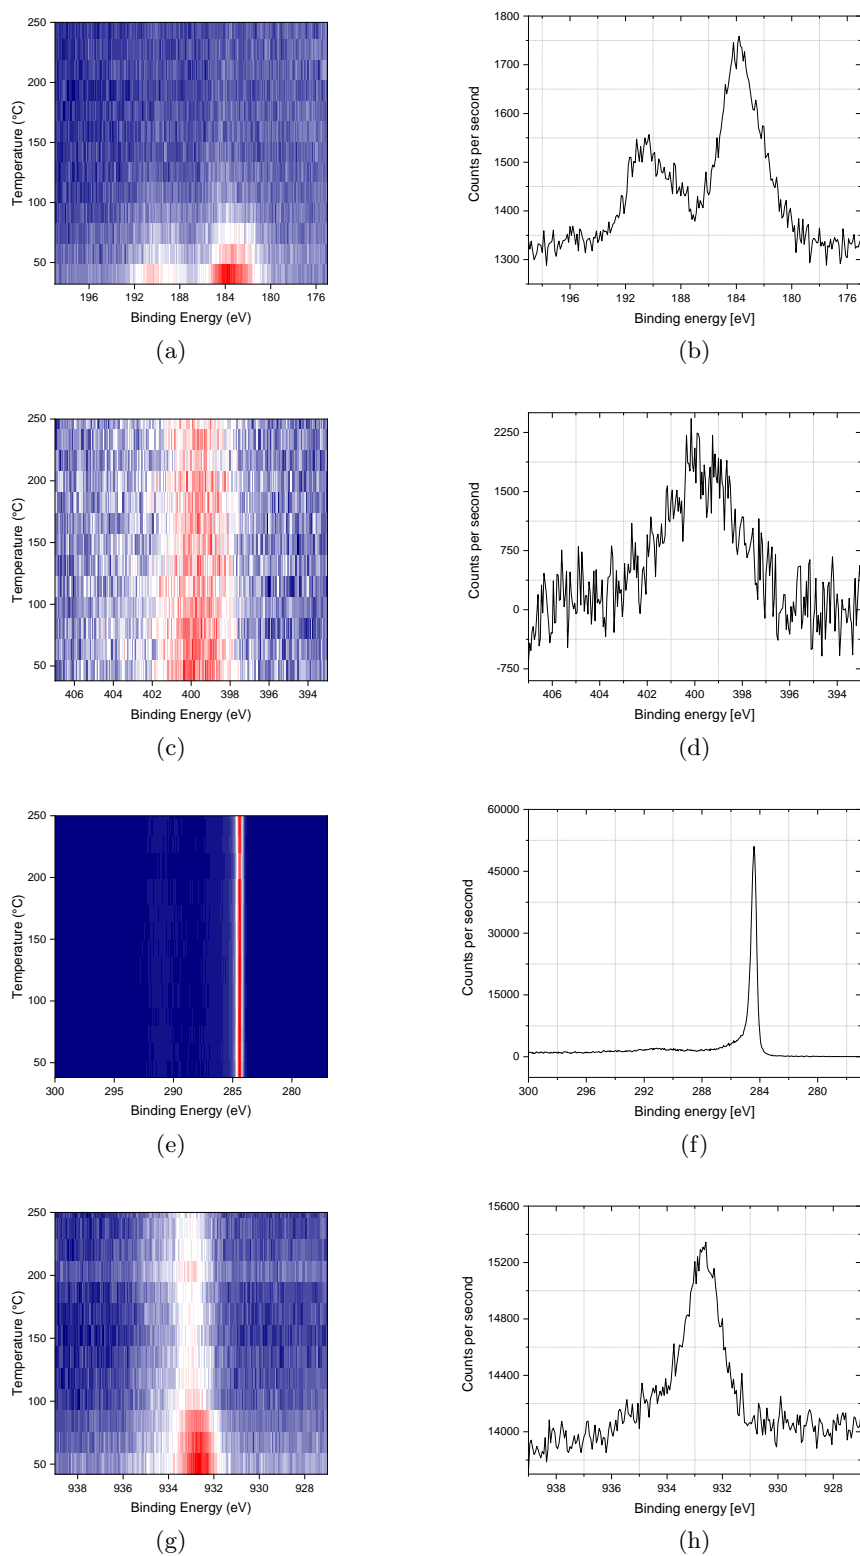 250
200
150
100
50
Temperature (°C)
196 192 188 184 180 176
Binding Energy (eV)
(a)
1800
1700
1600
1500
1400
1300
Counts per second
196 192 188 184 180 176
Binding energy [eV]
(b)
250
200
150
100
50
Temperature (°C)
406 404 402 400 398 396 394
Binding Energy (eV)
(c)
2250
1500
750
0
-750
Counts per second
406 404 402 400 398 396 394
Binding energy [eV]
(d)
250
200
150
100
50
Temperature (°C)
300 295 290 285 280
Binding Energy (eV)
(e)
60000
45000
30000
15000
0
Counts per second
300 296 292 288 284 280
Binding energy [eV]
(f)
250
200
150
100
50
Temperature (°C)
938 936 934 932 930 928
Binding Energy (eV)
(g)
15600
15200
14800
14400
14000
Counts per second
938 936 934 932 930 928
Binding energy [eV]
(h)